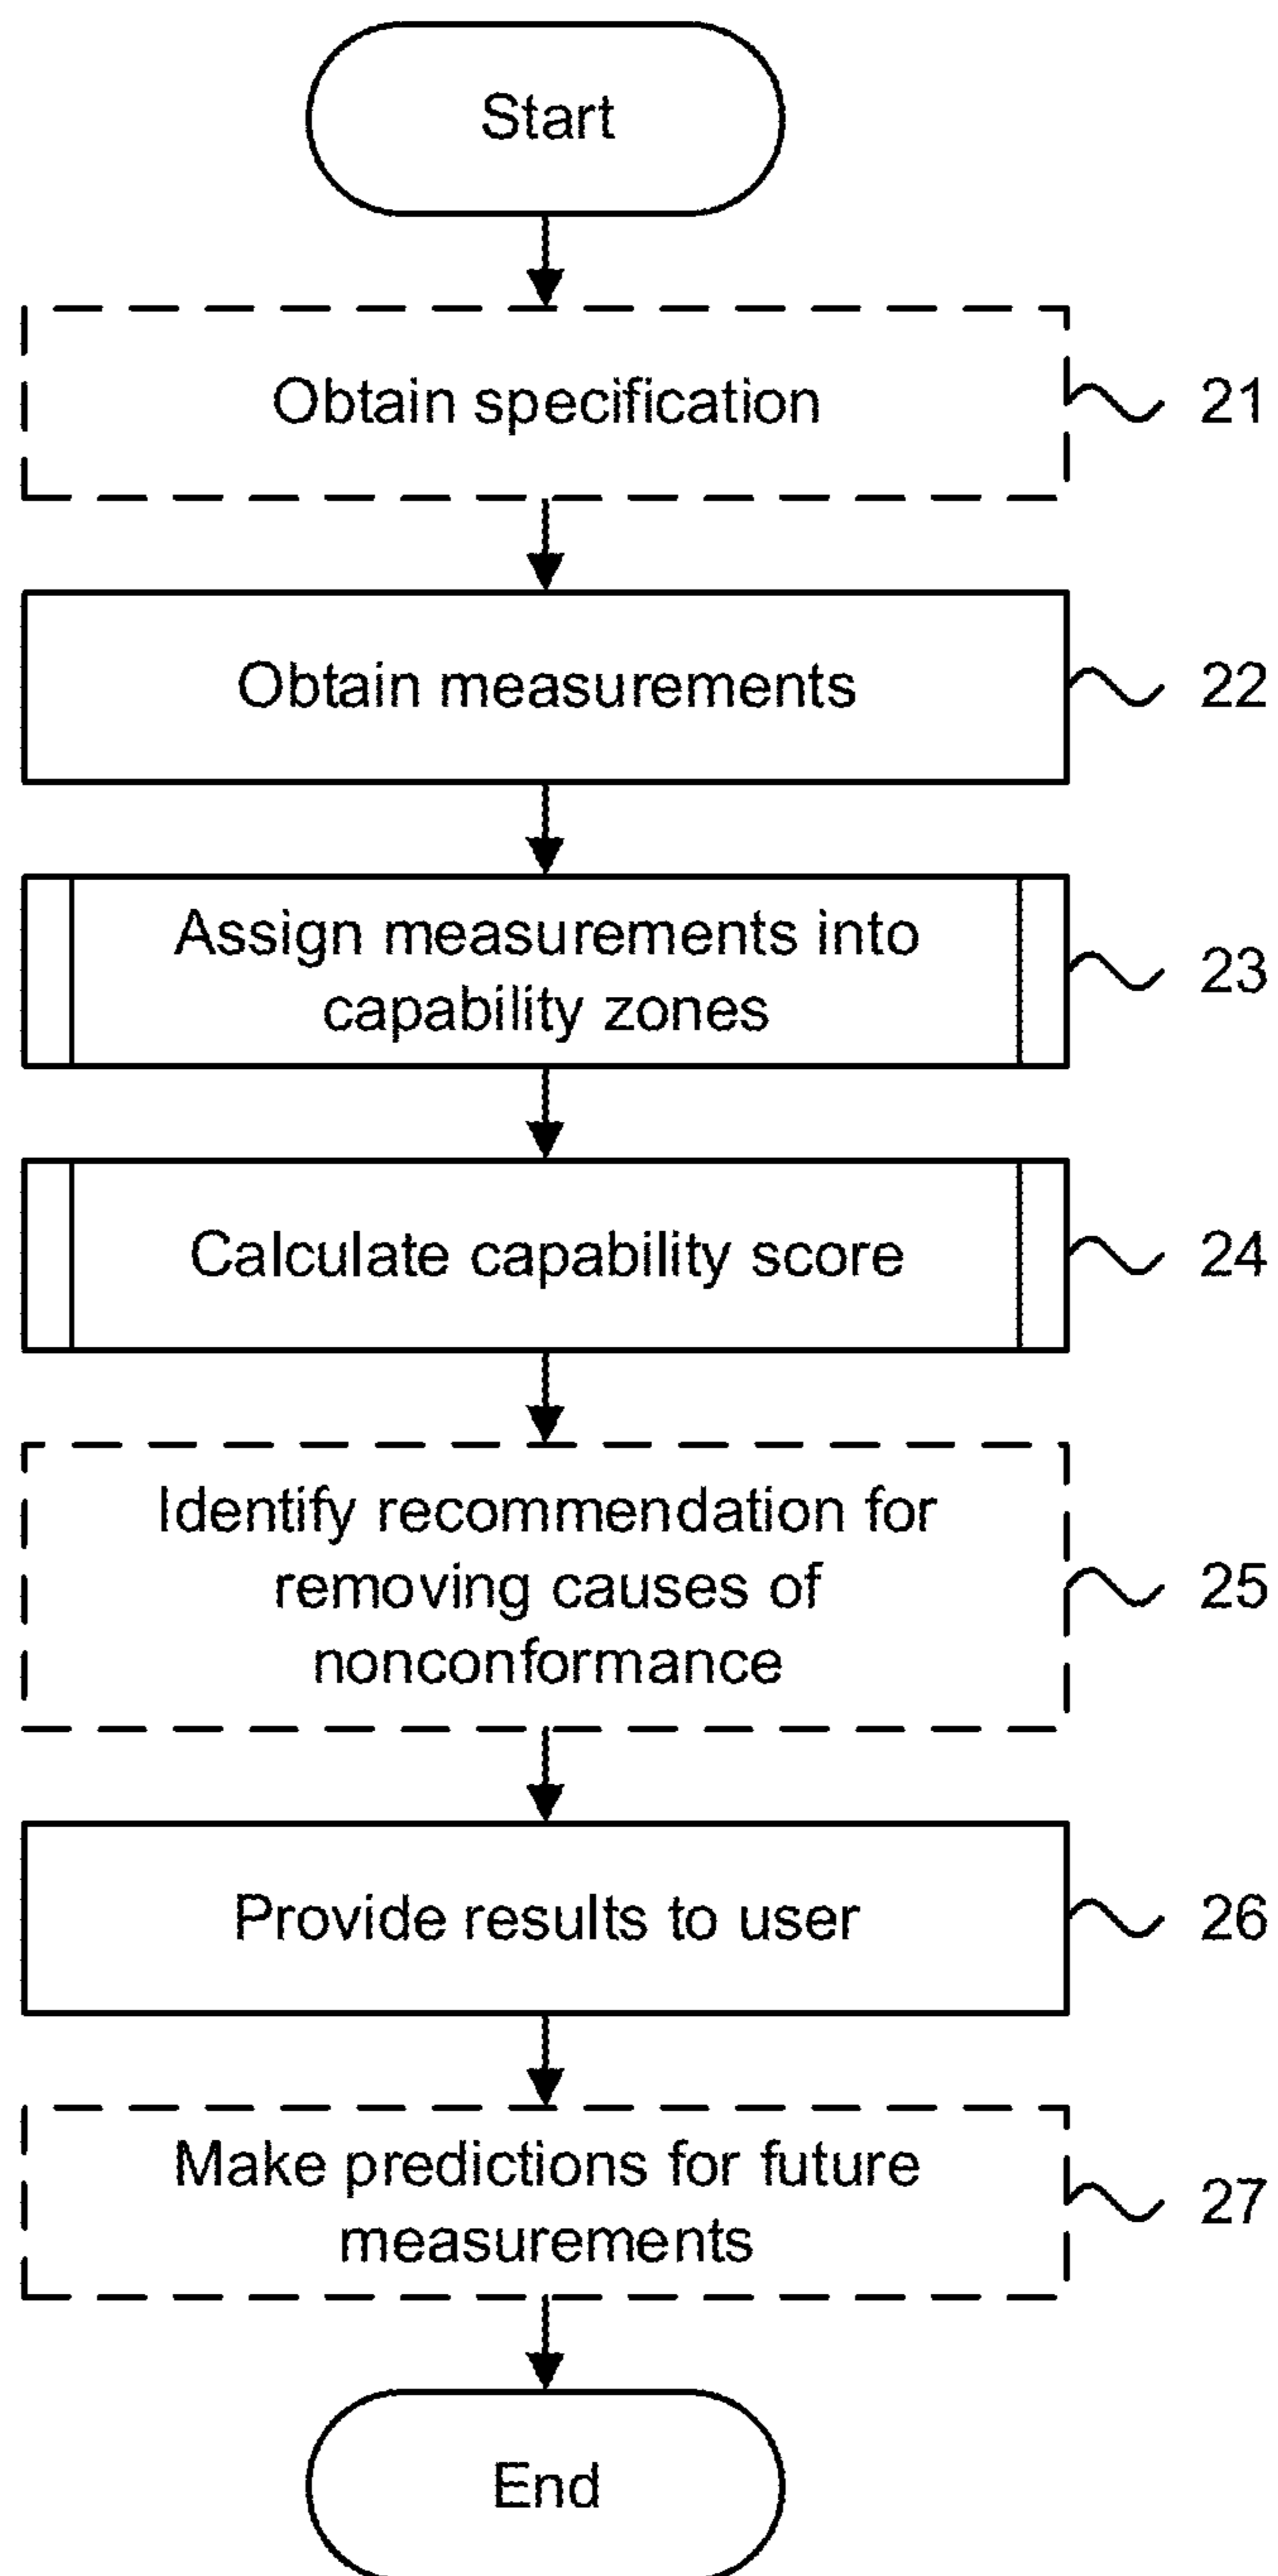 Start
Obtain specification
21
Obtain measurements
22
Assign measurements into
capability zones
23
Calculate capability score
24
Identify recommendation for
removing causes of
nonconformance
25
Provide results to user
26
Make predictions for future
measurements
27
End